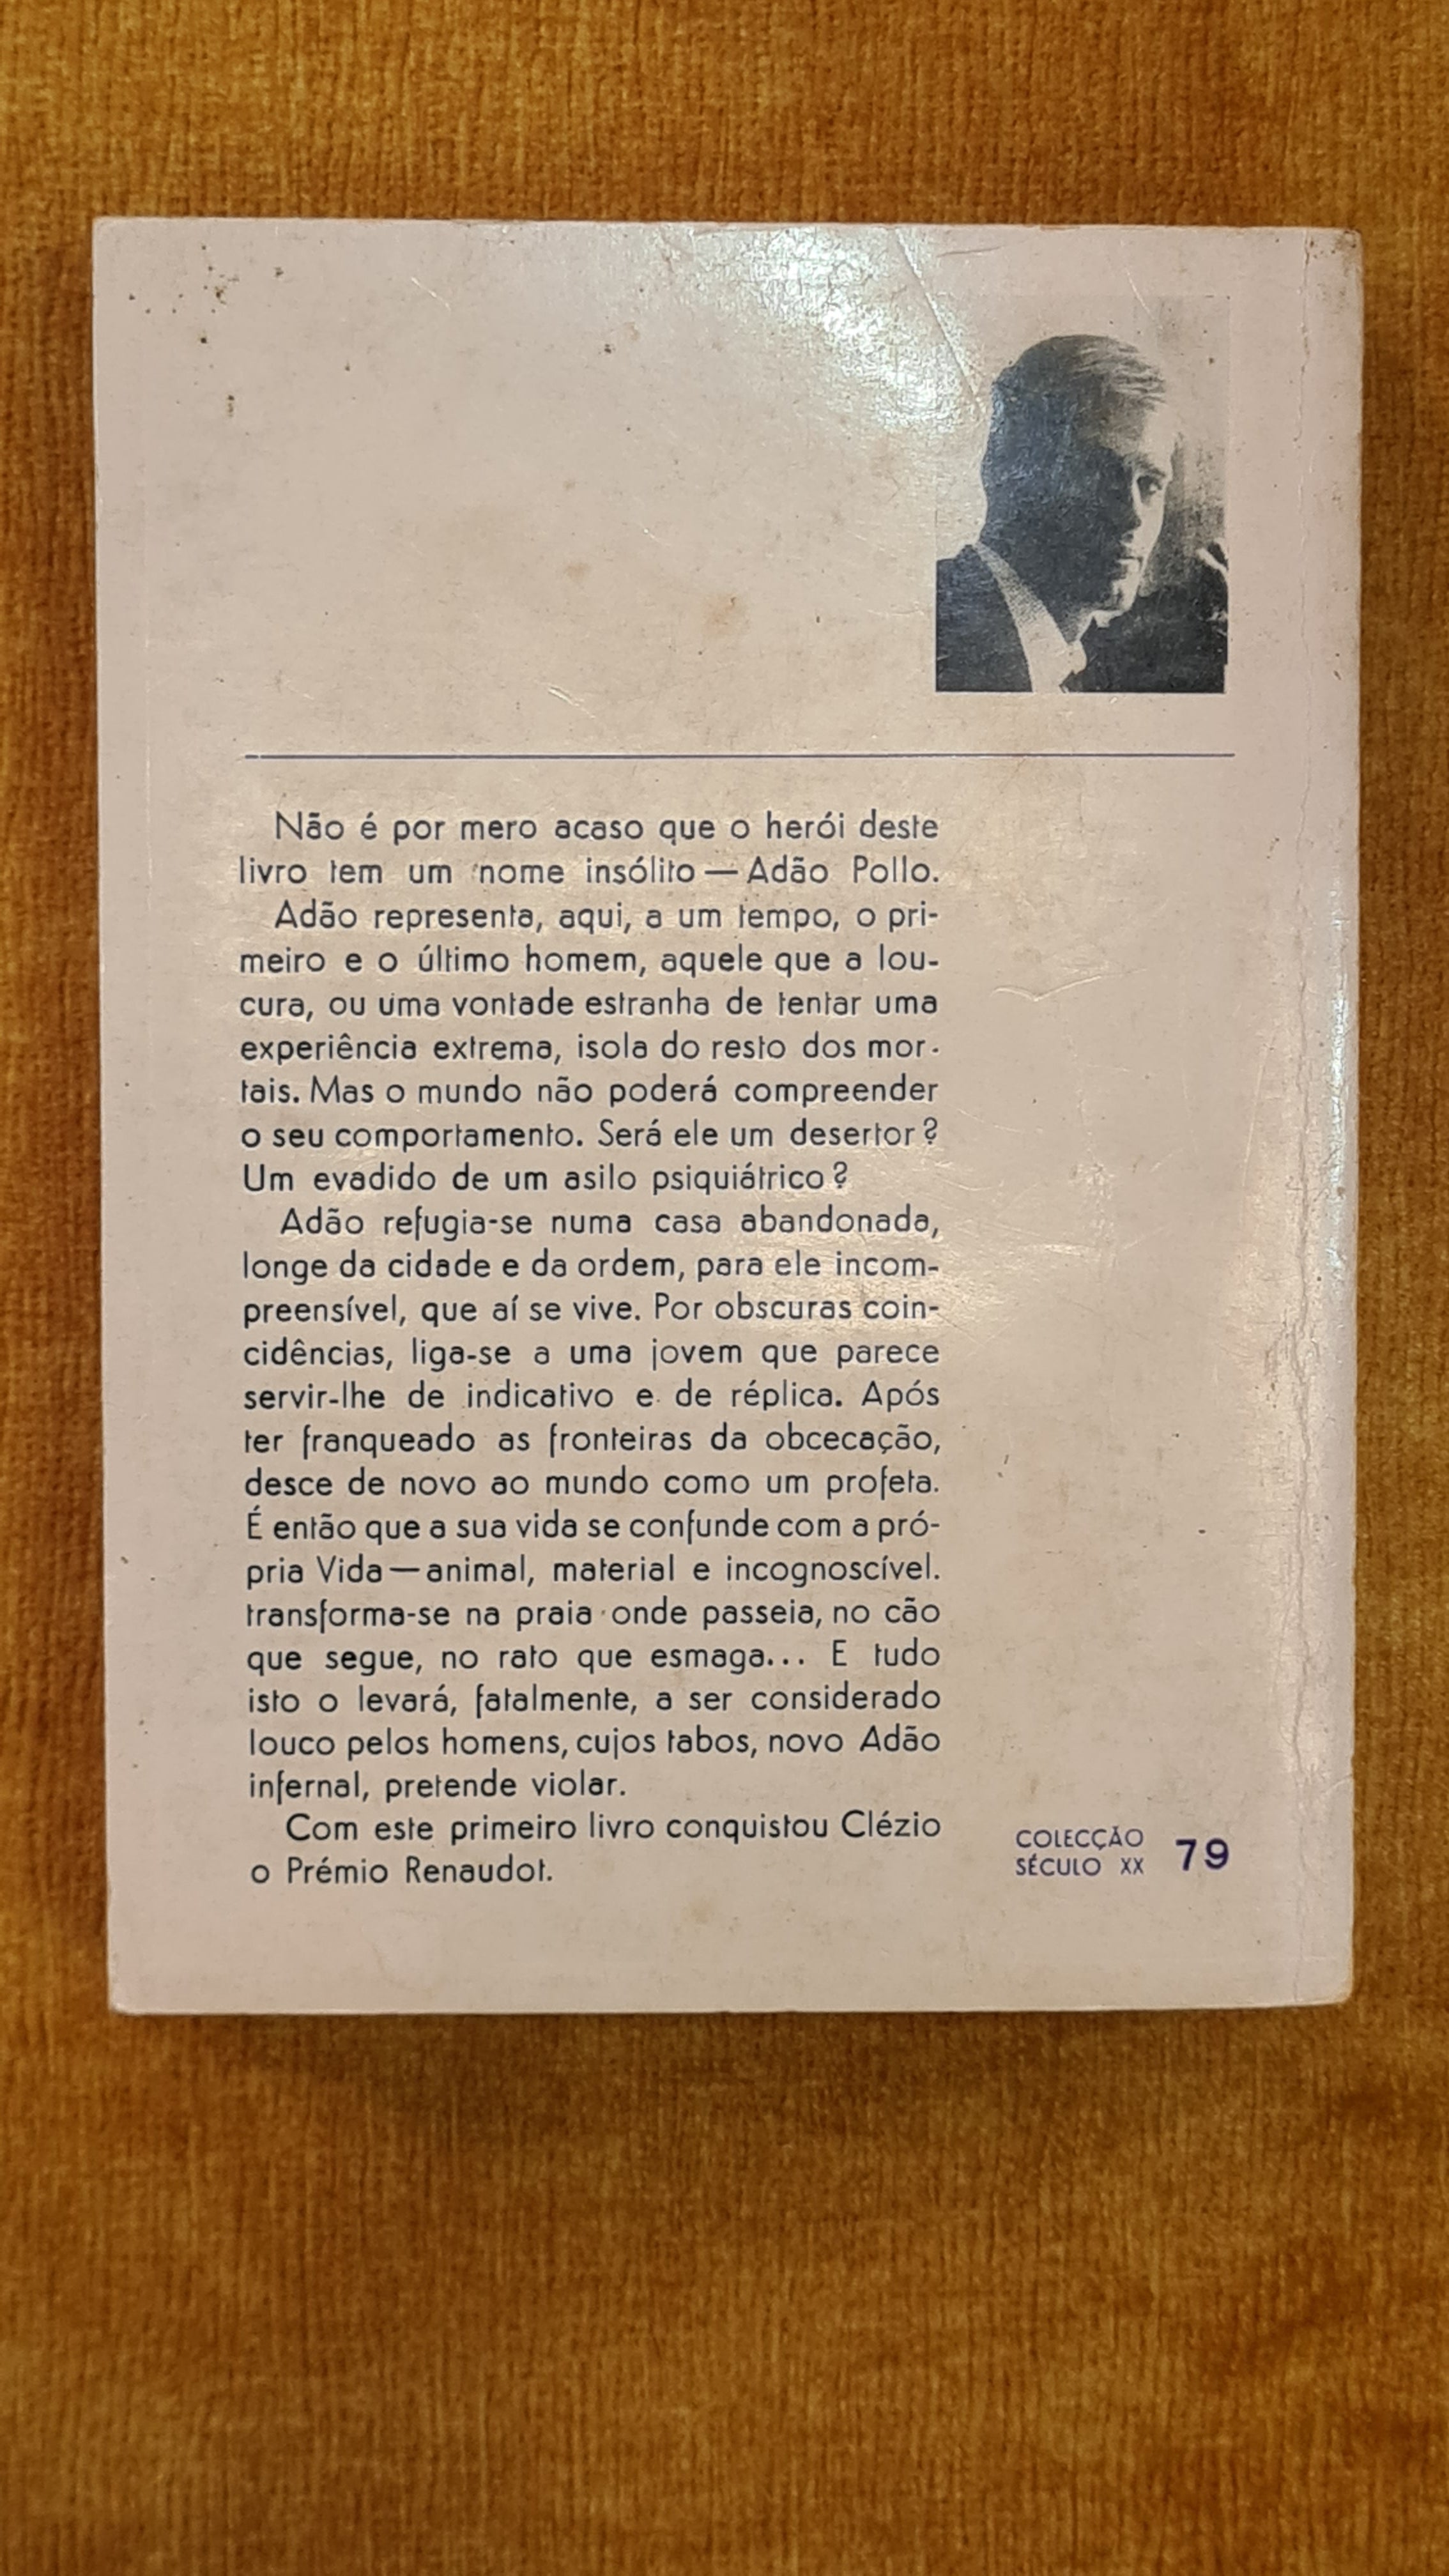 Não é por mero acaso que o herói deste
livro tem um nome insólito — Adão Pollo.
Adão representa, aqui, a um tempo, o pri-
meiro e o último homem, aquele que a lou-
cura, ou uma vontade estranha de tentar uma
experiência extrema, isola do resto dos mor-
tais. Mas o mundo não poderá compreender
o seu comportamento. Será ele um desertor?
Um evadido de um asilo psiquiátrico?
Adão refugia-se numa casa abandonada,
longe da cidade e da ordem, para ele incom-
preensível, que aí se vive. Por obscuras coin-
cidências, liga-se a uma jovem que parece
servir-lhe de indicativo e de réplica. Após
ter franqueado as fronteiras da obcecação,
desce de novo ao mundo como um profeta.
É então que a sua vida se confunde com a pró-
pria Vida — animal, material e incognoscível.
transforma-se na praia onde passeia, no cão
que segue, no rato que esmaga... E tudo
isto o levará, fatalmente, a ser considerado
louco pelos homens, cujos tabos, novo Adão
infernal, pretende violar.
Com este primeiro livro conquistou Clézio
o Prémio Renaudot.
COLECÇÃO
SÉCULO XX 79